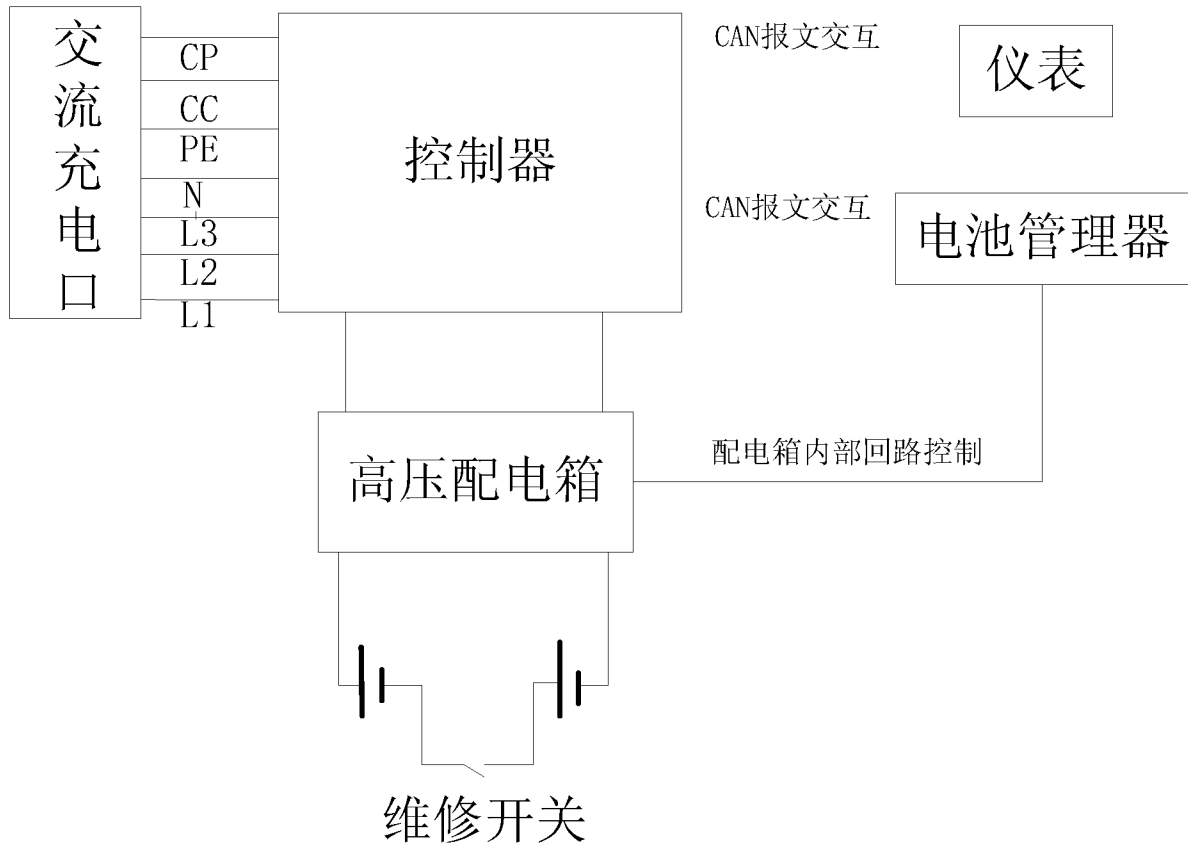 交流充电口
CP
CC
PE
N
L3
L2
L1
控制器
CAN报文交互
仪表
CAN报文交互
电池管理器
高压配电箱
配电箱内部回路控制
维修开关